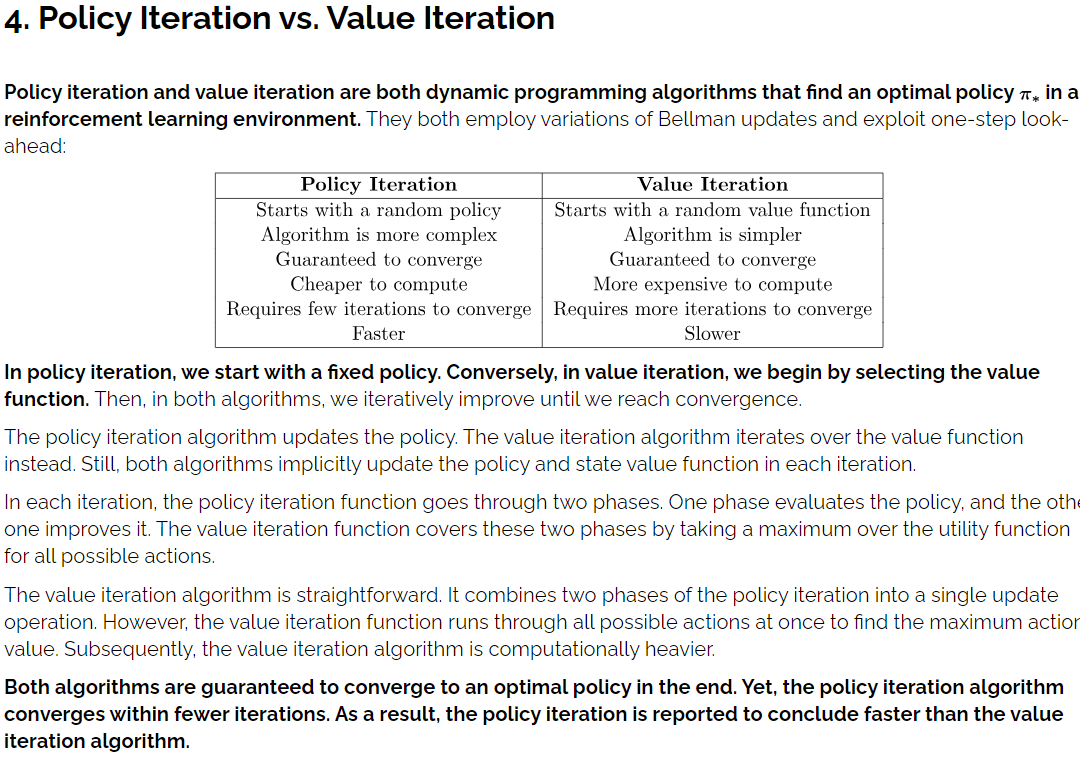 4. Policy Iteration vs. Value Iteration
Policy iteration and value iteration are both dynamic programming algorithms that find an optimal policy π* in a
reinforcement learning environment. They both employ variations of Bellman updates and exploit one-step look-
ahead:
Policy Iteration Value Iteration
Starts with a random policy Starts with a random value function
Algorithm is more complex Algorithm is simpler
Guaranteed to converge Guaranteed to converge
Cheaper to compute More expensive to compute
Requires few iterations to converge Requires more iterations to converge
Faster Slower
In policy iteration, we start with a fixed policy. Conversely, in value iteration, we begin by selecting the value
function. Then, in both algorithms, we iteratively improve until we reach convergence.
The policy iteration algorithm updates the policy. The value iteration algorithm iterates over the value function
instead. Still, both algorithms implicitly update the policy and state value function in each iteration.
In each iteration, the policy iteration function goes through two phases. One phase evaluates the policy, and the othe
one improves it. The value iteration function covers these two phases by taking a maximum over the utility function
for all possible actions.
The value iteration algorithm is straightforward. It combines two phases of the policy iteration into a single update
operation. However, the value iteration function runs through all possible actions at once to find the maximum action
value. Subsequently, the value iteration algorithm is computationally heavier.
Both algorithms are guaranteed to converge to an optimal policy in the end. Yet, the policy iteration algorithm
converges within fewer iterations. As a result, the policy iteration is reported to conclude faster than the value
iteration algorithm.